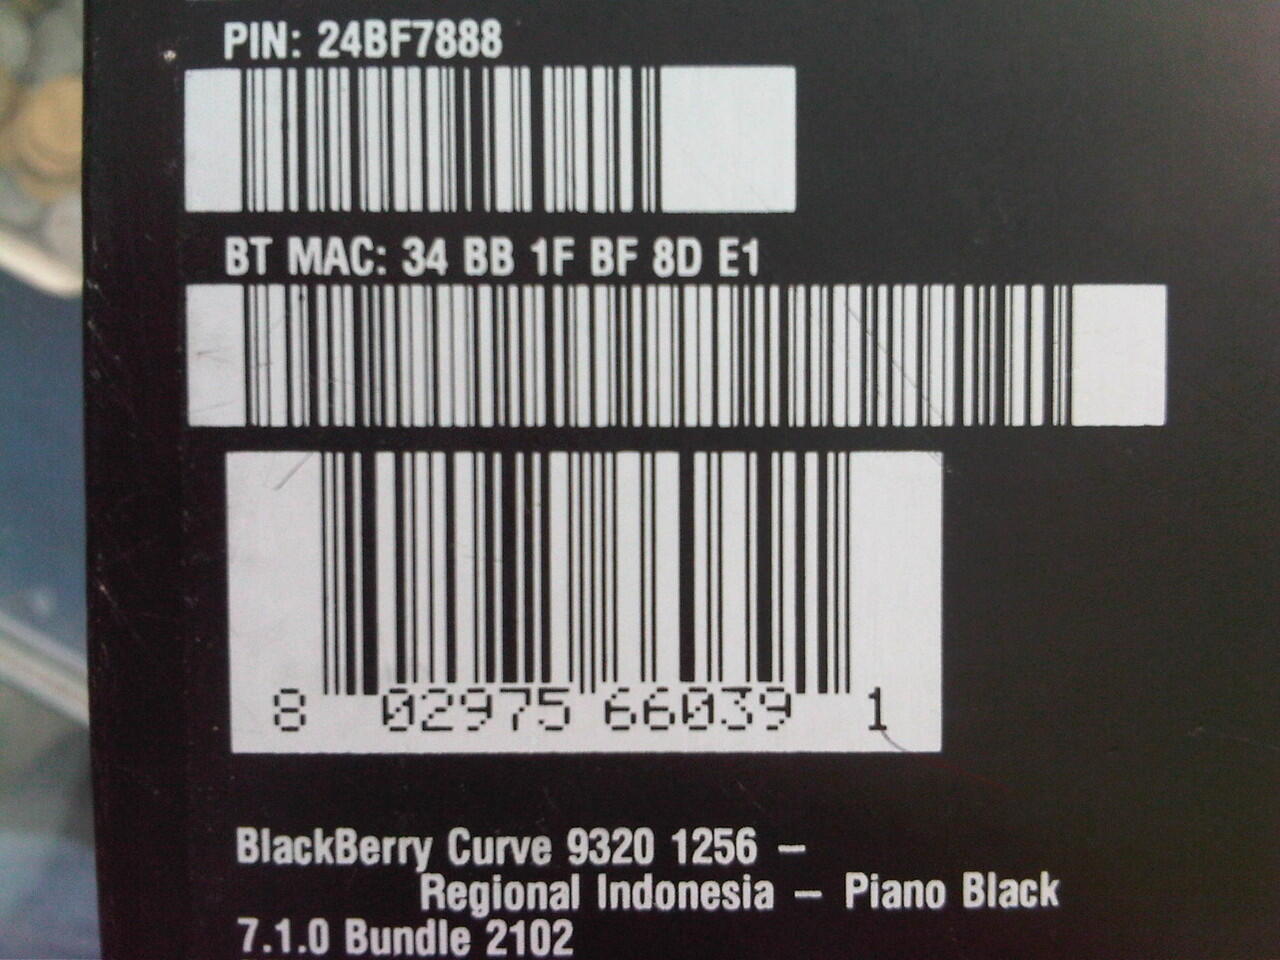 PIN: 24BF7888
BT MAC: 34 BB 1F BF 8D E1
8 02975 66039 1
BlackBerry Curve 9320 1256 –
Regional Indonesia – Piano Black
7.1.0 Bundle 2102